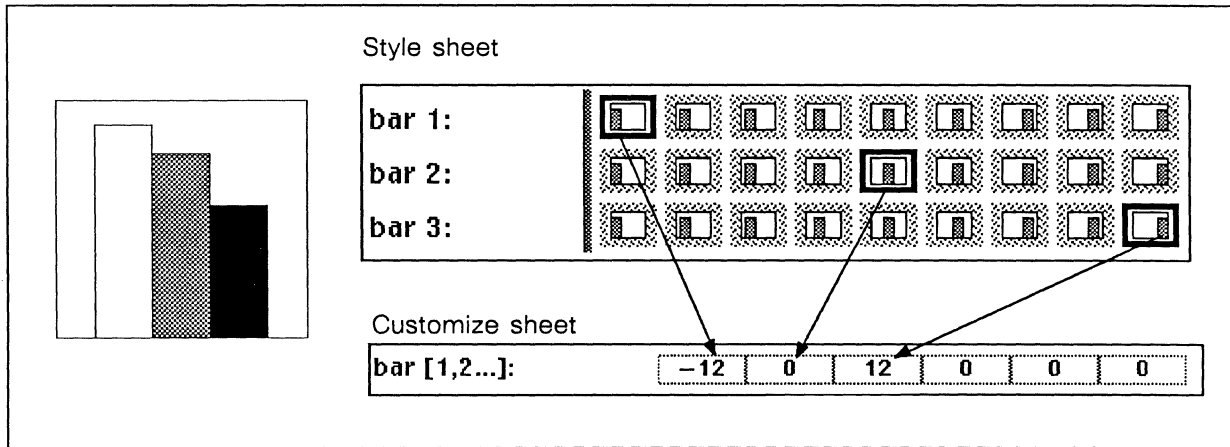 Style sheet
bar 1:
bar 2:
bar 3:
Customize sheet
bar [1,2...]: −12 0 12 0 0 0